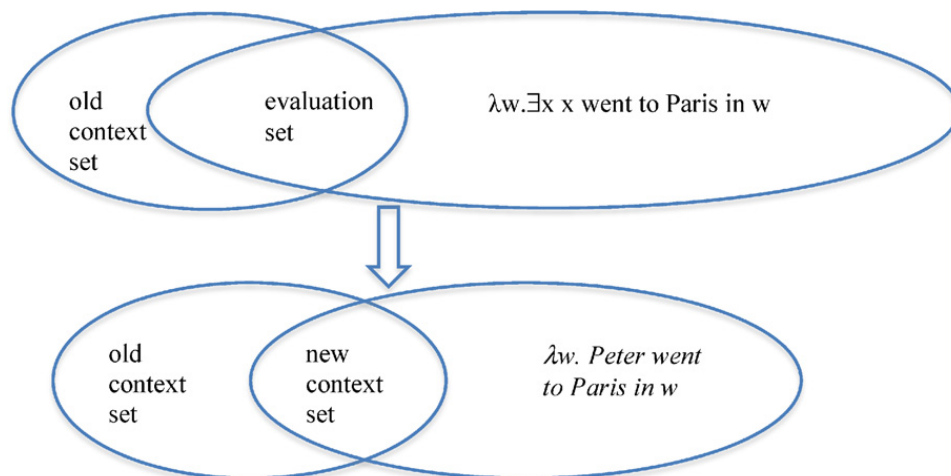 old
context
set
evaluation
set
λw.∃x x went to Paris in w
old
context
set
new
context
set
λw. Peter went
to Paris in w